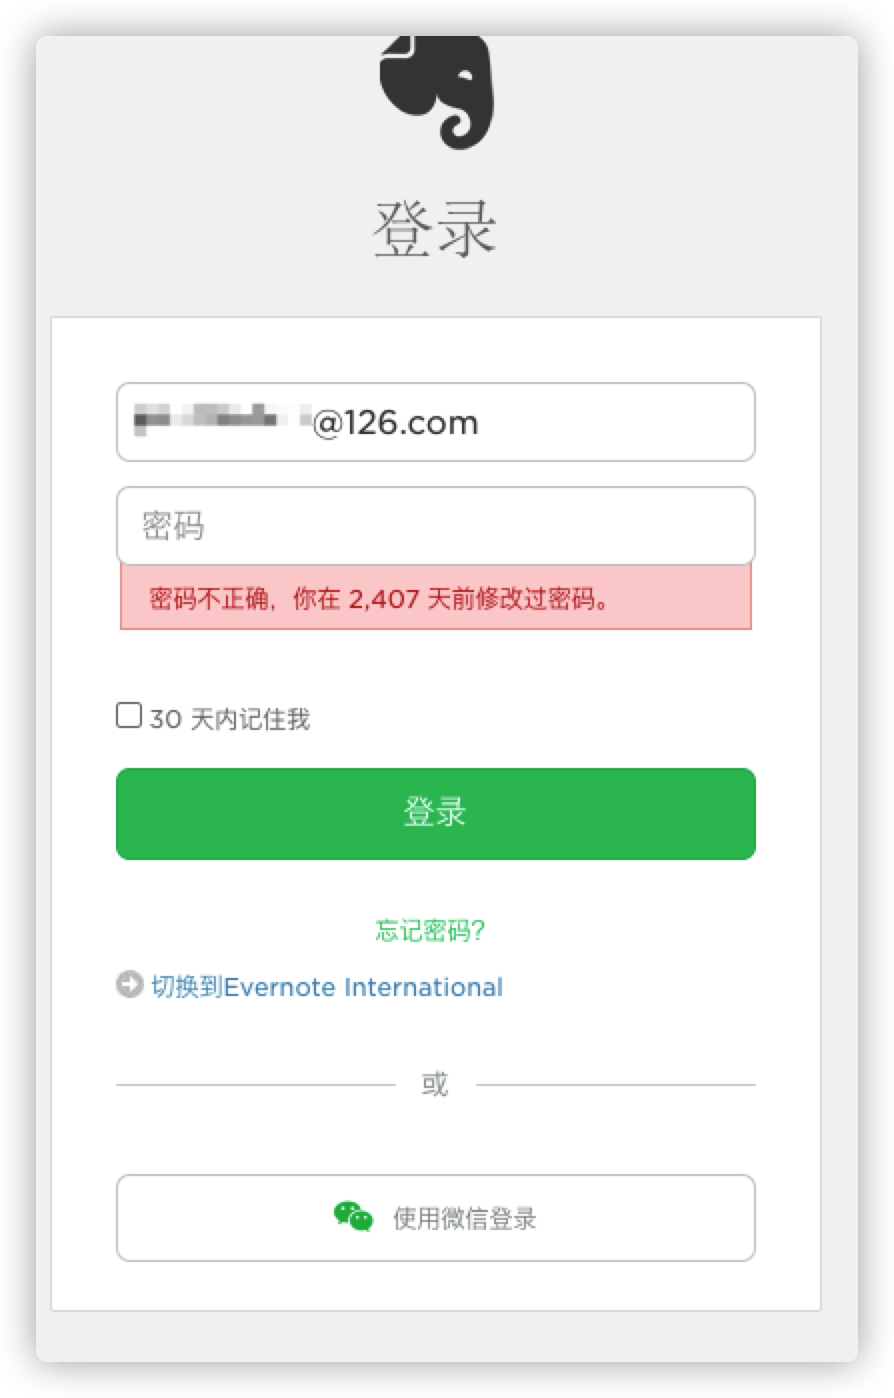 登录
@126.com
密码
密码不正确，你在 2,407 天前修改过密码。
30 天内记住我
登录
忘记密码？
切换到Evernote International
或
使用微信登录